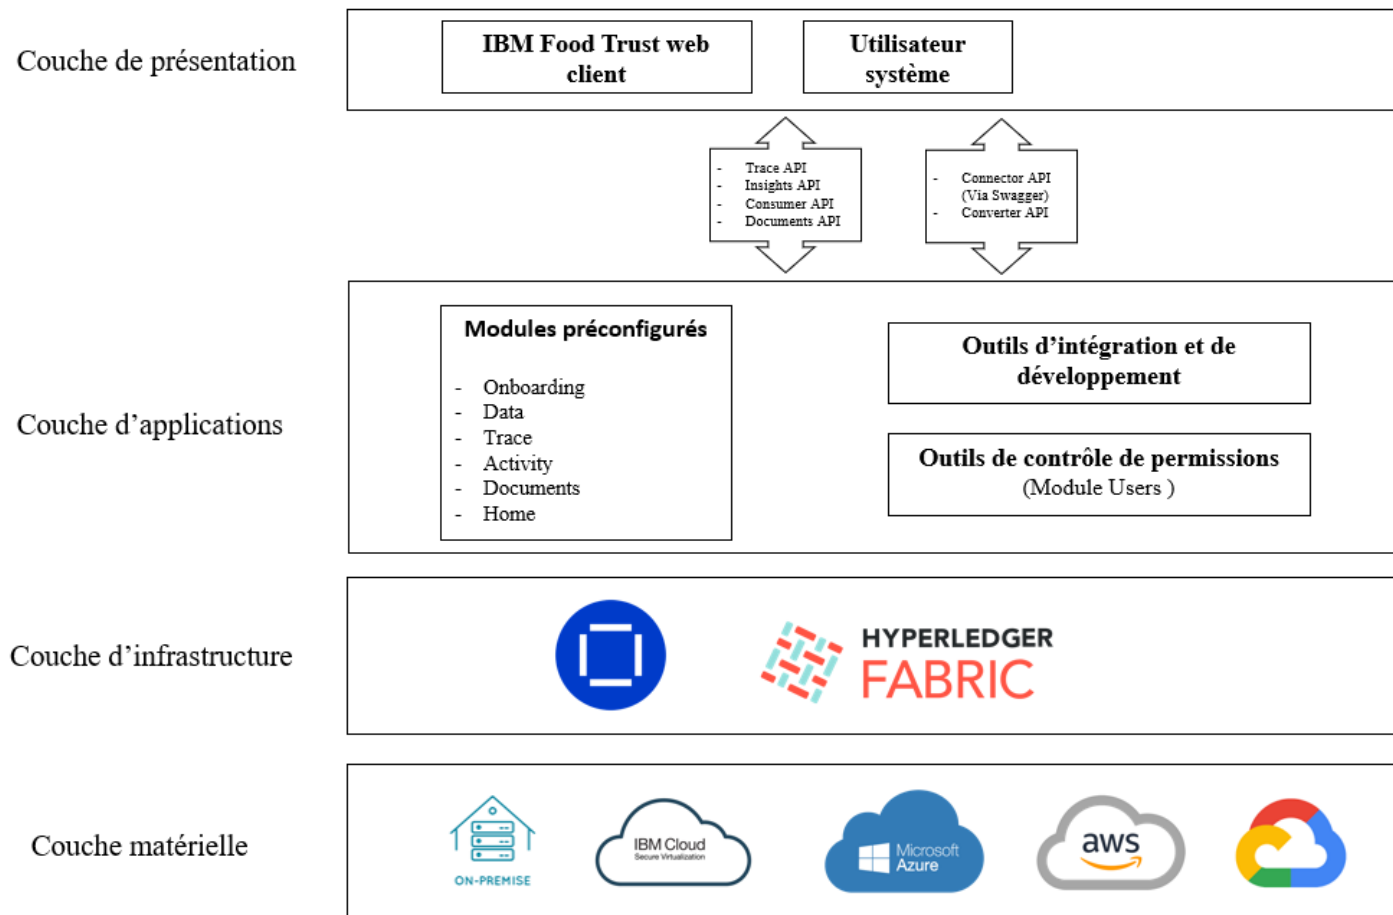 Couche de présentation
IBM Food Trust web
client
Utilisateur
système
- Trace API
- Insights API
- Consumer API
- Documents API
- Connector API
(Via Swagger)
- Converter API
Couche d’applications
Modules préconfigurés
- Onboarding
- Data
- Trace
- Activity
- Documents
- Home
Outils d’intégration et de
développement
Outils de contrôle de permissions
(Module Users )
Couche d’infrastructure
HYPERLEDGER
FABRIC
Couche matérielle
ON-PREMISE
IBM Cloud
Secure Virtualization
Microsoft
Azure
aws